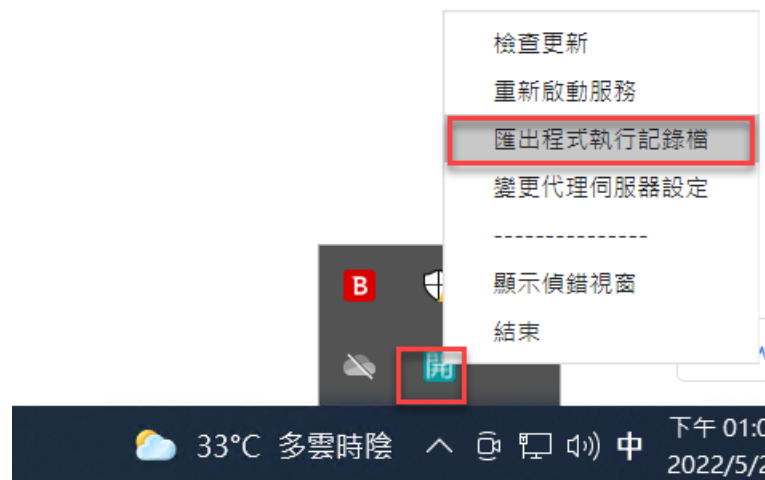 檢查更新
重新啟動服務
匯出程式執行記錄檔
變更代理伺服器設定
---------------
顯示偵錯視窗
結束
B
開
33°C 多雲時陰
中
下午 01:0
2022/5/2